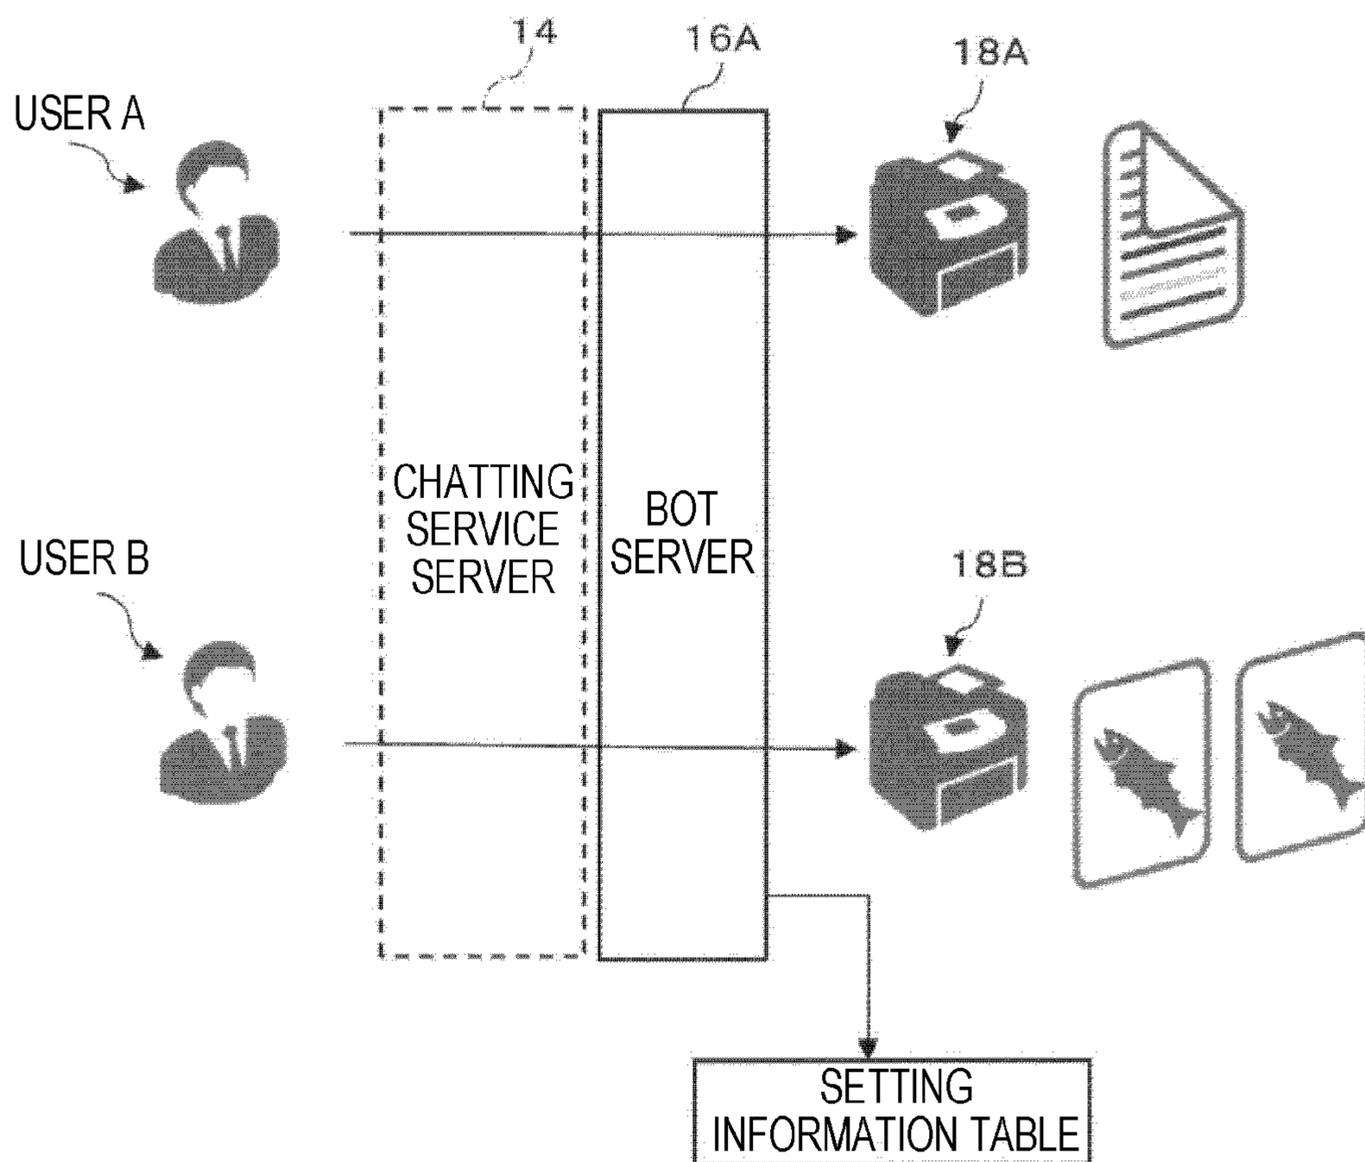 14
16A
18A
USER A
CHATTING
SERVICE
SERVER
BOT
SERVER
USER B
18B
SETTING
INFORMATION TABLE